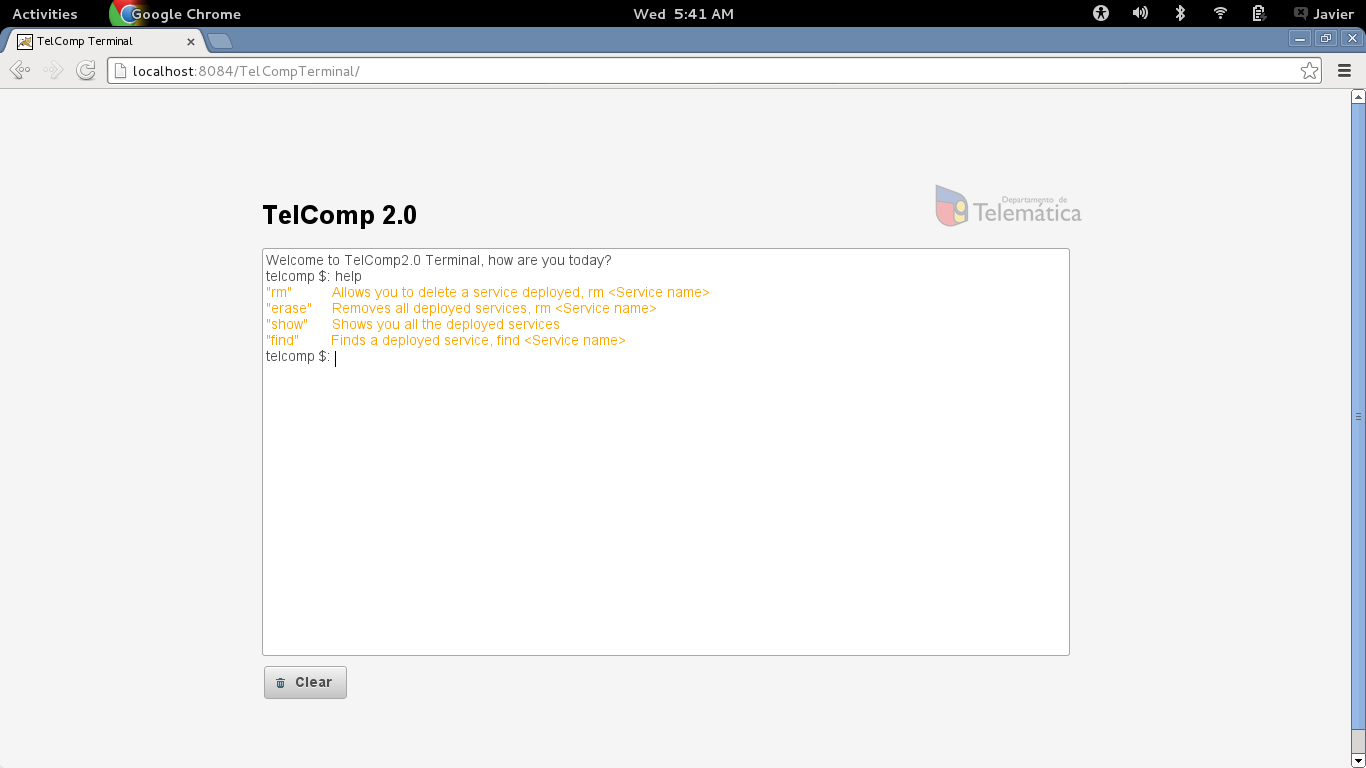 Activities Google Chrome Wed 5:41 AM Javier
TelComp Terminal
localhost:8084/TelCompTerminal/
TelComp 2.0
Departamento de
Telemática
Welcome to TelComp2.0 Terminal, how are you today?
telcomp $: help
"rm" Allows you to delete a service deployed, rm <Service name>
"erase" Removes all deployed services, rm <Service name>
"show" Shows you all the deployed services
"find" Finds a deployed service, find <Service name>
telcomp $:
Clear